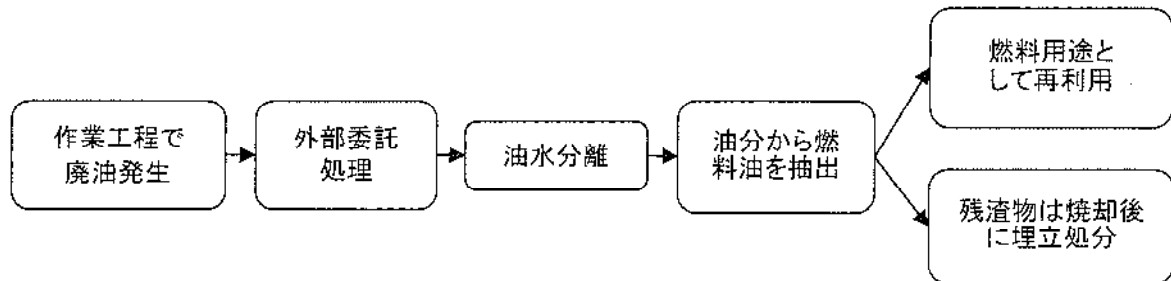 作業工程で
廃油発生
外部委託
処理
油水分離
油分から燃
料油を抽出
燃料用途と
して再利用
残渣物は焼却後
に埋立処分